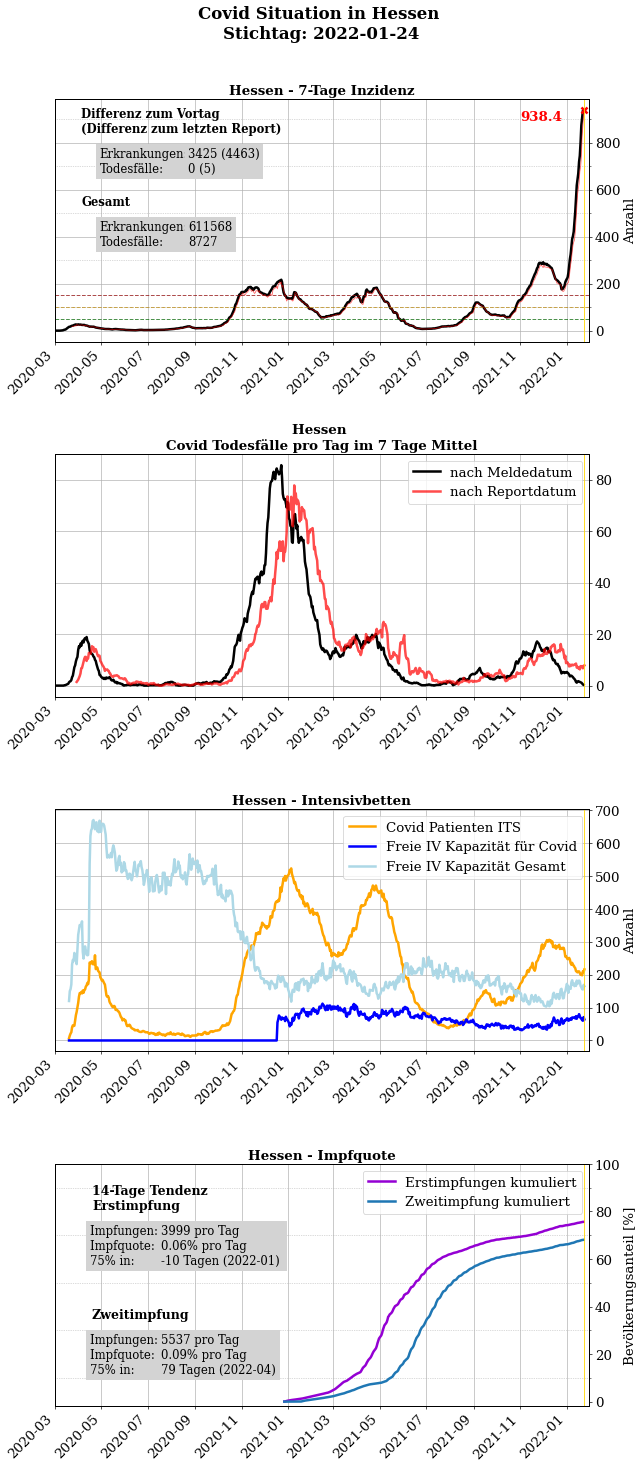 Covid Situation in Hessen
Stichtag: 2022-01-24
Hessen - 7-Tage Inzidenz
Differenz zum Vortag
(Differenz zum letzten Report)
Erkrankungen 3425 (4463)
Todesfälle: 0 (5)
Gesamt
Erkrankungen 611568
Todesfälle: 8727
938.4
800
600
400
200
0
Anzahl
2020-03
2020-05
2020-07
2020-09
2020-11
2021-01
2021-03
2021-05
2021-07
2021-09
2021-11
2022-01
Hessen
Covid Todesfälle pro Tag im 7 Tage Mittel
nach Meldedatum
nach Reportdatum
80
60
40
20
0
2020-03
2020-05
2020-07
2020-09
2020-11
2021-01
2021-03
2021-05
2021-07
2021-09
2021-11
2022-01
Hessen - Intensivbetten
Covid Patienten ITS
Freie IV Kapazität für Covid
Freie IV Kapazität Gesamt
700
600
500
400
300
200
100
0
Anzahl
2020-03
2020-05
2020-07
2020-09
2020-11
2021-01
2021-03
2021-05
2021-07
2021-09
2021-11
2022-01
Hessen - Impfquote
14-Tage Tendenz
Erstimpfung
Impfungen: 3999 pro Tag
Impfquote: 0.06% pro Tag
75% in: -10 Tagen (2022-01)
Zweitimpfung
Impfungen: 5537 pro Tag
Impfquote: 0.09% pro Tag
75% in: 79 Tagen (2022-04)
Erstimpfungen kumuliert
Zweitimpfung kumuliert
100
80
60
40
20
0
Bevölkerungsanteil [%]
2020-03
2020-05
2020-07
2020-09
2020-11
2021-01
2021-03
2021-05
2021-07
2021-09
2021-11
2022-01